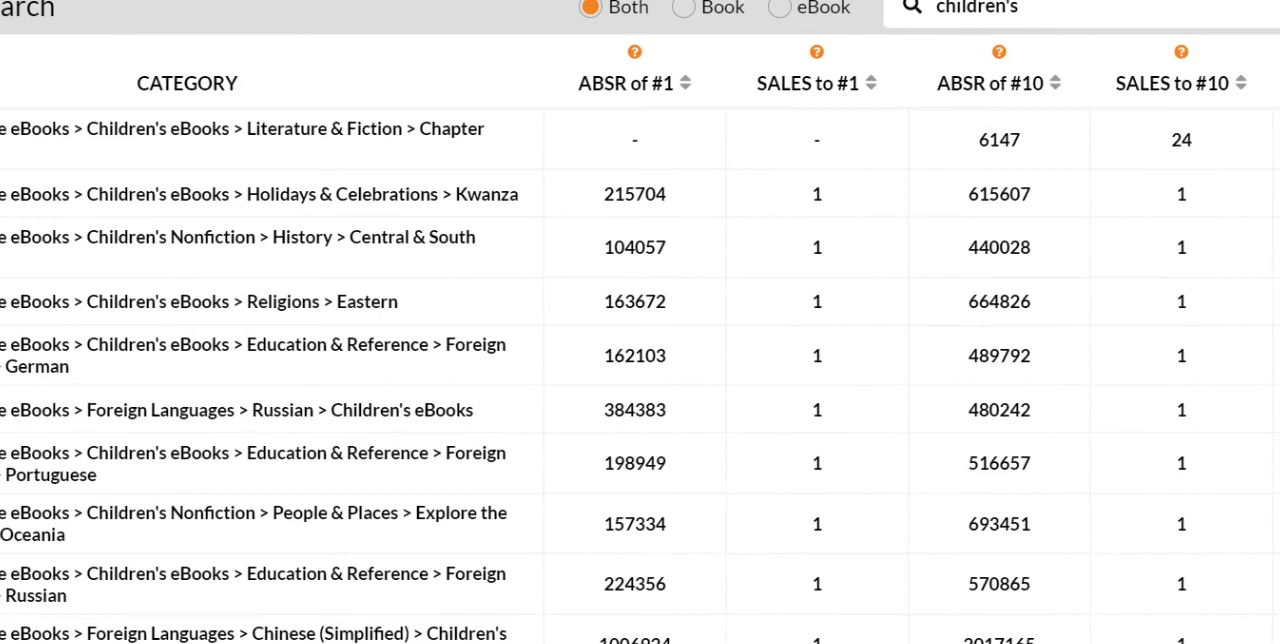 arch Both Book eBook children's
CATEGORY ABSR of #1 SALES to #1 ABSR of #10 SALES to #10
e eBooks > Children's eBooks > Literature & Fiction > Chapter - - 6147 24
e eBooks > Children's eBooks > Holidays & Celebrations > Kwanza 215704 1 615607 1
e eBooks > Children's Nonfiction > History > Central & South 104057 1 440028 1
e eBooks > Children's eBooks > Religions > Eastern 163672 1 664826 1
e eBooks > Children's eBooks > Education & Reference > Foreign 162103 1 489792 1
German
e eBooks > Foreign Languages > Russian > Children's eBooks 384383 1 480242 1
e eBooks > Children's eBooks > Education & Reference > Foreign 198949 1 516657 1
Portuguese
e eBooks > Children's Nonfiction > People & Places > Explore the 157334 1 693451 1
Oceania
e eBooks > Children's eBooks > Education & Reference > Foreign 224356 1 570865 1
Russian
e eBooks > Foreign Languages > Chinese (Simplified) > Children's